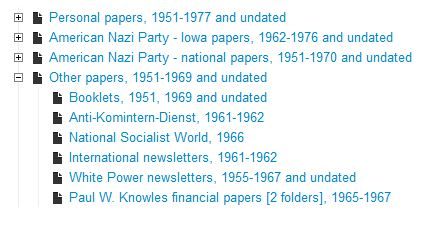 Personal papers, 1951-1977 and undated
American Nazi Party - Iowa papers, 1962-1976 and undated
American Nazi Party - national papers, 1951-1970 and undated
Other papers, 1951-1969 and undated
Booklets, 1951, 1969 and undated
Anti-Komintern-Dienst, 1961-1962
National Socialist World, 1966
International newsletters, 1961-1962
White Power newsletters, 1955-1967 and undated
Paul W. Knowles financial papers [2 folders], 1965-1967